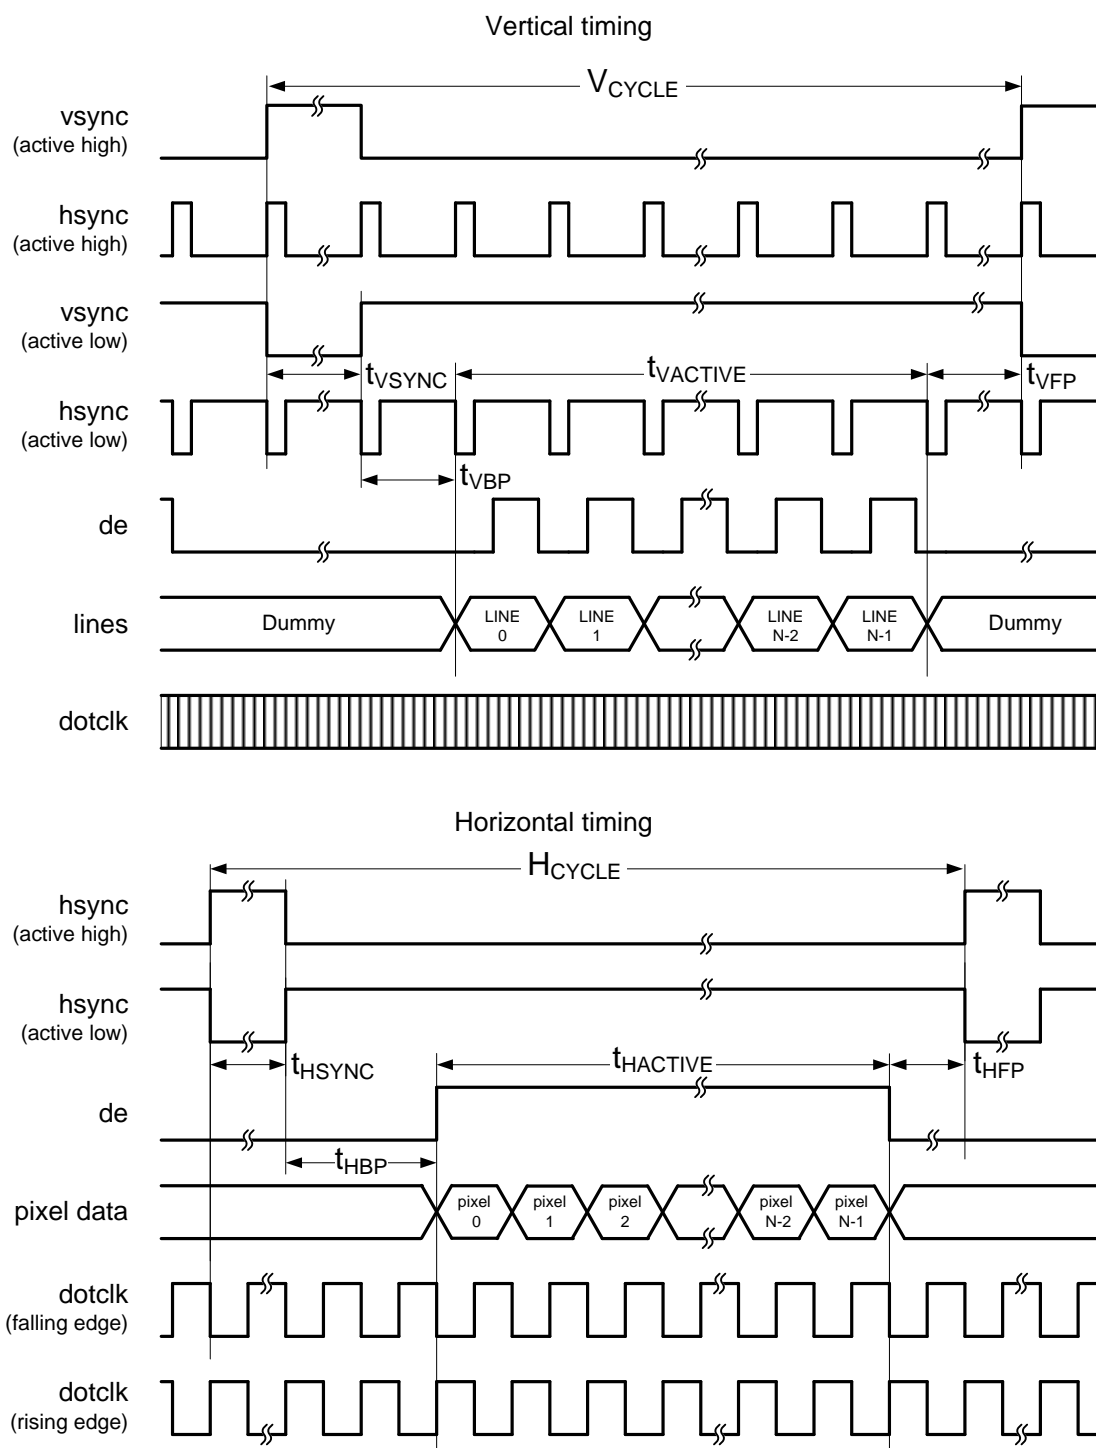 Vertical timing
VCYCLE
vsync
(active high)
hsync
(active high)
vsync
(active low)
tVSYNC
tVACTIVE
tVFP
hsync
(active low)
tVBP
de
lines
Dummy
LINE
0
LINE
1
LINE
N-2
LINE
N-1
Dummy
dotclk
Horizontal timing
HCYCLE
hsync
(active high)
hsync
(active low)
tHSYNC
tHACTIVE
tHFP
de
tHBP
pixel data
pixel
0
pixel
1
pixel
2
pixel
N-2
pixel
N-1
dotclk
(falling edge)
dotclk
(rising edge)